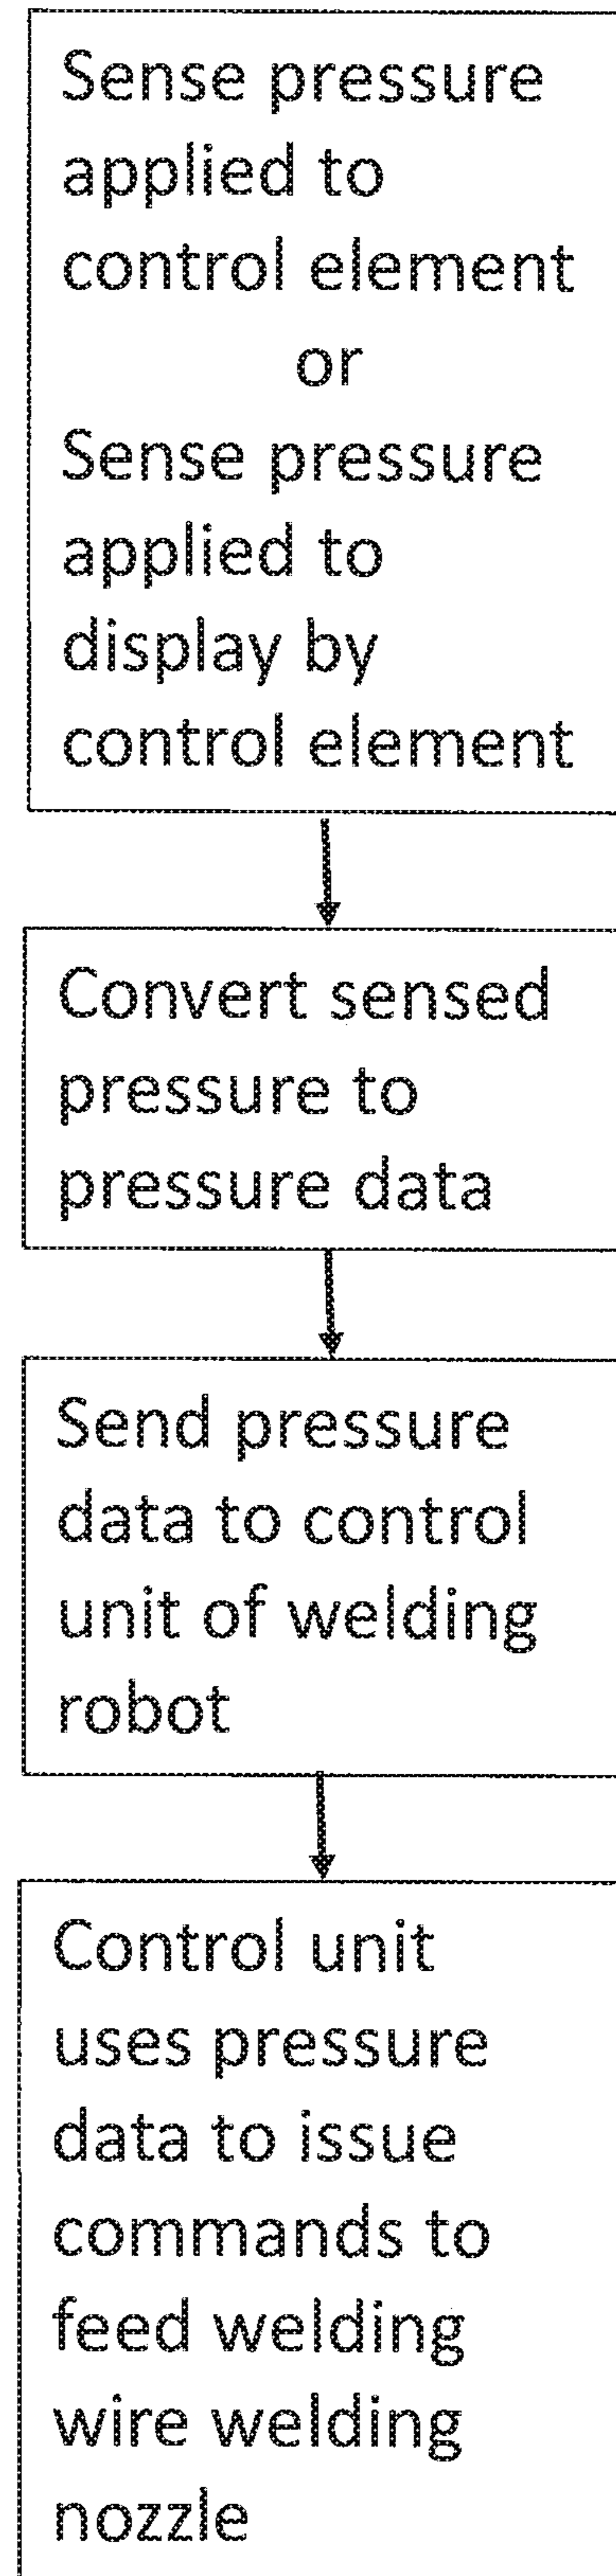 Sense pressure
applied to
control element
or
Sense pressure
applied to
display by
control element
Convert sensed
pressure to
pressure data
Send pressure
data to control
unit of welding
robot
Control unit
uses pressure
data to issue
commands to
feed welding
wire welding
nozzle